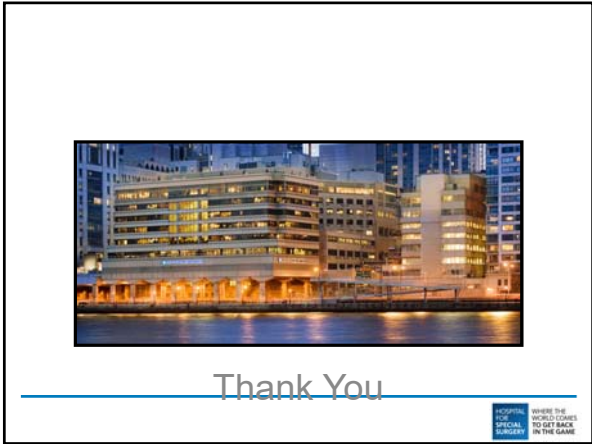 Thank You
HOSPITAL
FOR
SPECIAL
SURGERY
WHERE THE
WORLD COMES
TO GET BACK
IN THE GAME